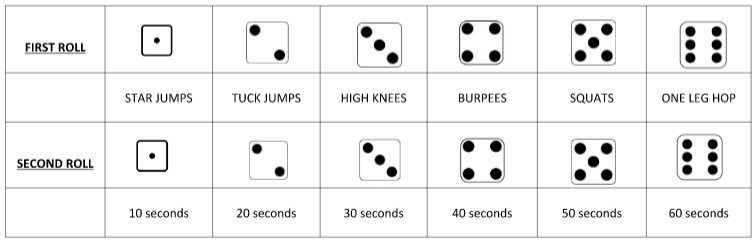 FIRST ROLL
STAR JUMPS TUCK JUMPS HIGH KNEES BURPEES SQUATS ONE LEG HOP
SECOND ROLL
10 seconds 20 seconds 30 seconds 40 seconds 50 seconds 60 seconds